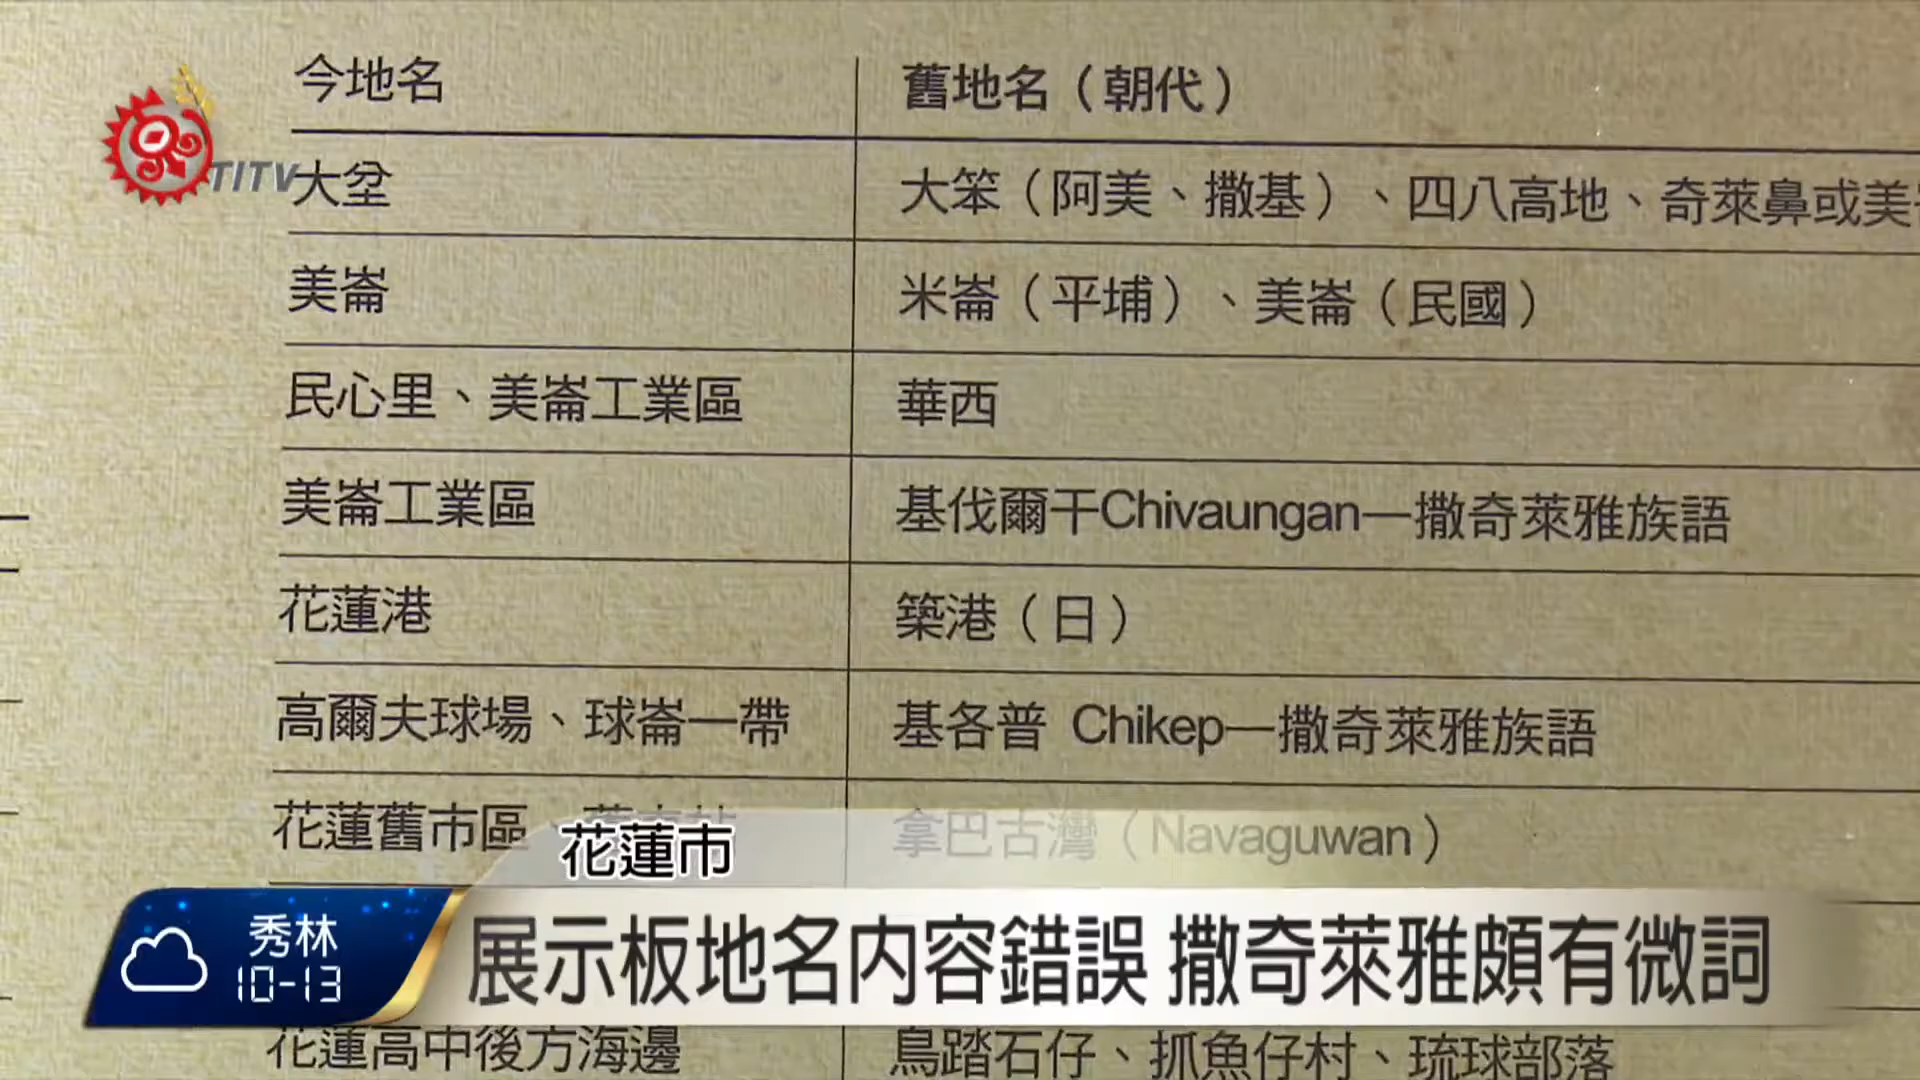 今地名
舊地名（朝代）
TITV
大坌
大笨（阿美、撒基）、四八高地、奇萊鼻或美
美崙
米崙（平埔）、美崙（民國）
民心里、美崙工業區
華西
美崙工業區
基伐爾干Chivaungan—撒奇萊雅族語
花蓮港
築港（日）
高爾夫球場、球崙一帶
基各普 Chikep—撒奇萊雅族語
花蓮舊市區、
拿巴古灣（Navaguwan）
花蓮市
秀林
10-13
展示板地名内容錯誤 撒奇萊雅頗有微詞
花蓮高中後方海邊
鳥踏石仔、抓魚仔村、琉球部落